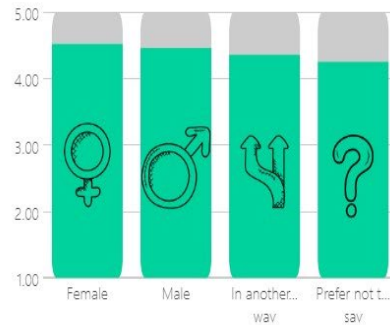 5.00
4.00
3.00
2.00
1.00
Female
Male
In another...
way
Prefer not t...
say